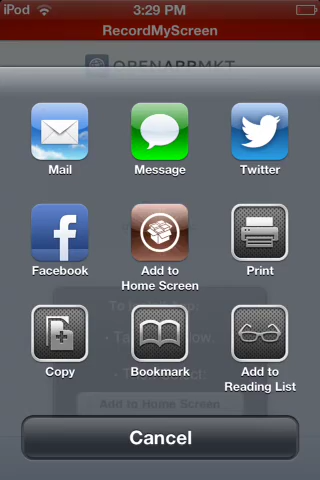 iPod
3:29 PM
RecordMyScreen
OPENAPPMKT
Mail
Message
Twitter
Facebook
Add to
Home Screen
Print
Copy
Bookmark
Add to
Reading List
Add to Home Screen
Cancel